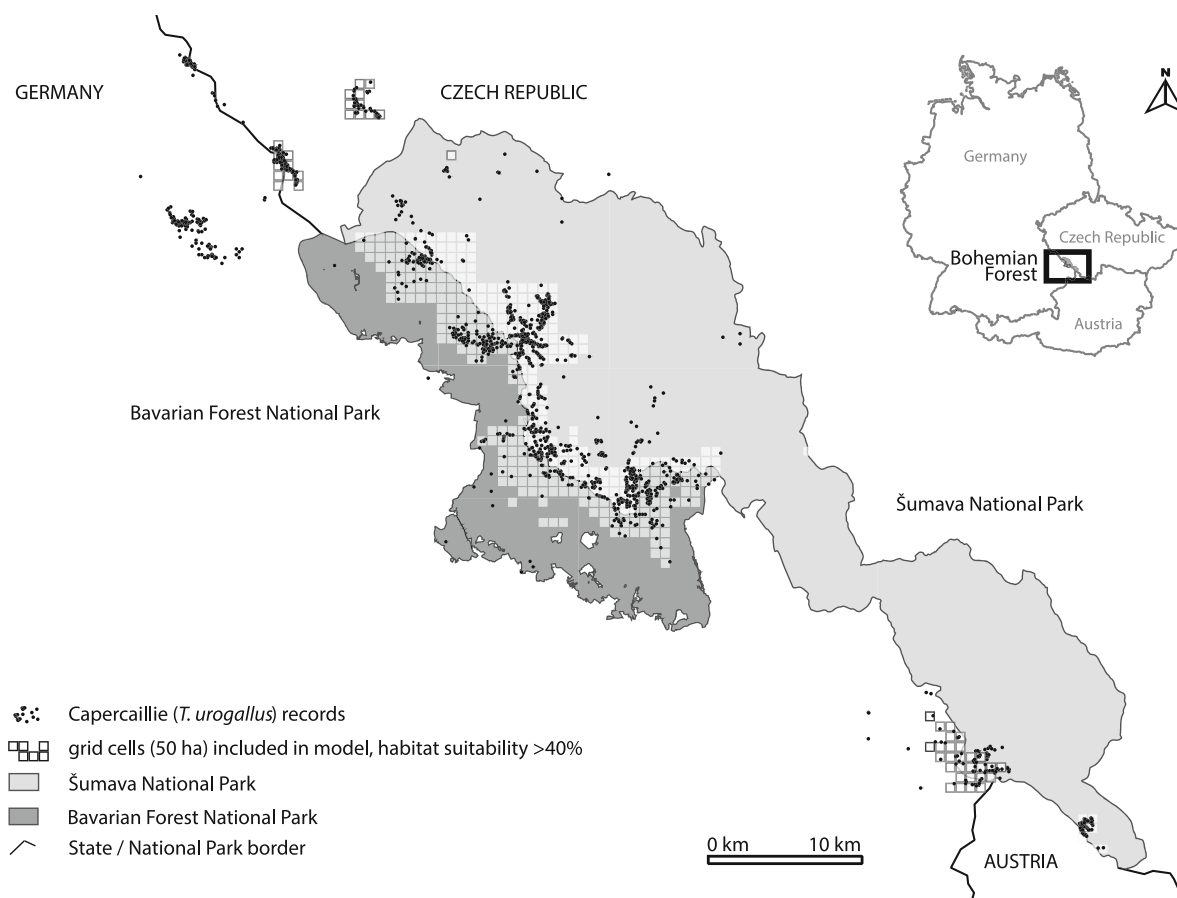 GERMANY
CZECH REPUBLIC
N
Germany
Czech Republic
Bohemian
Forest
Austria
Bavarian Forest National Park
Šumava National Park
Capercaillie (T. urogallus) records
grid cells (50 ha) included in model, habitat suitability >40%
Šumava National Park
Bavarian Forest National Park
State / National Park border
0 km 10 km
AUSTRIA